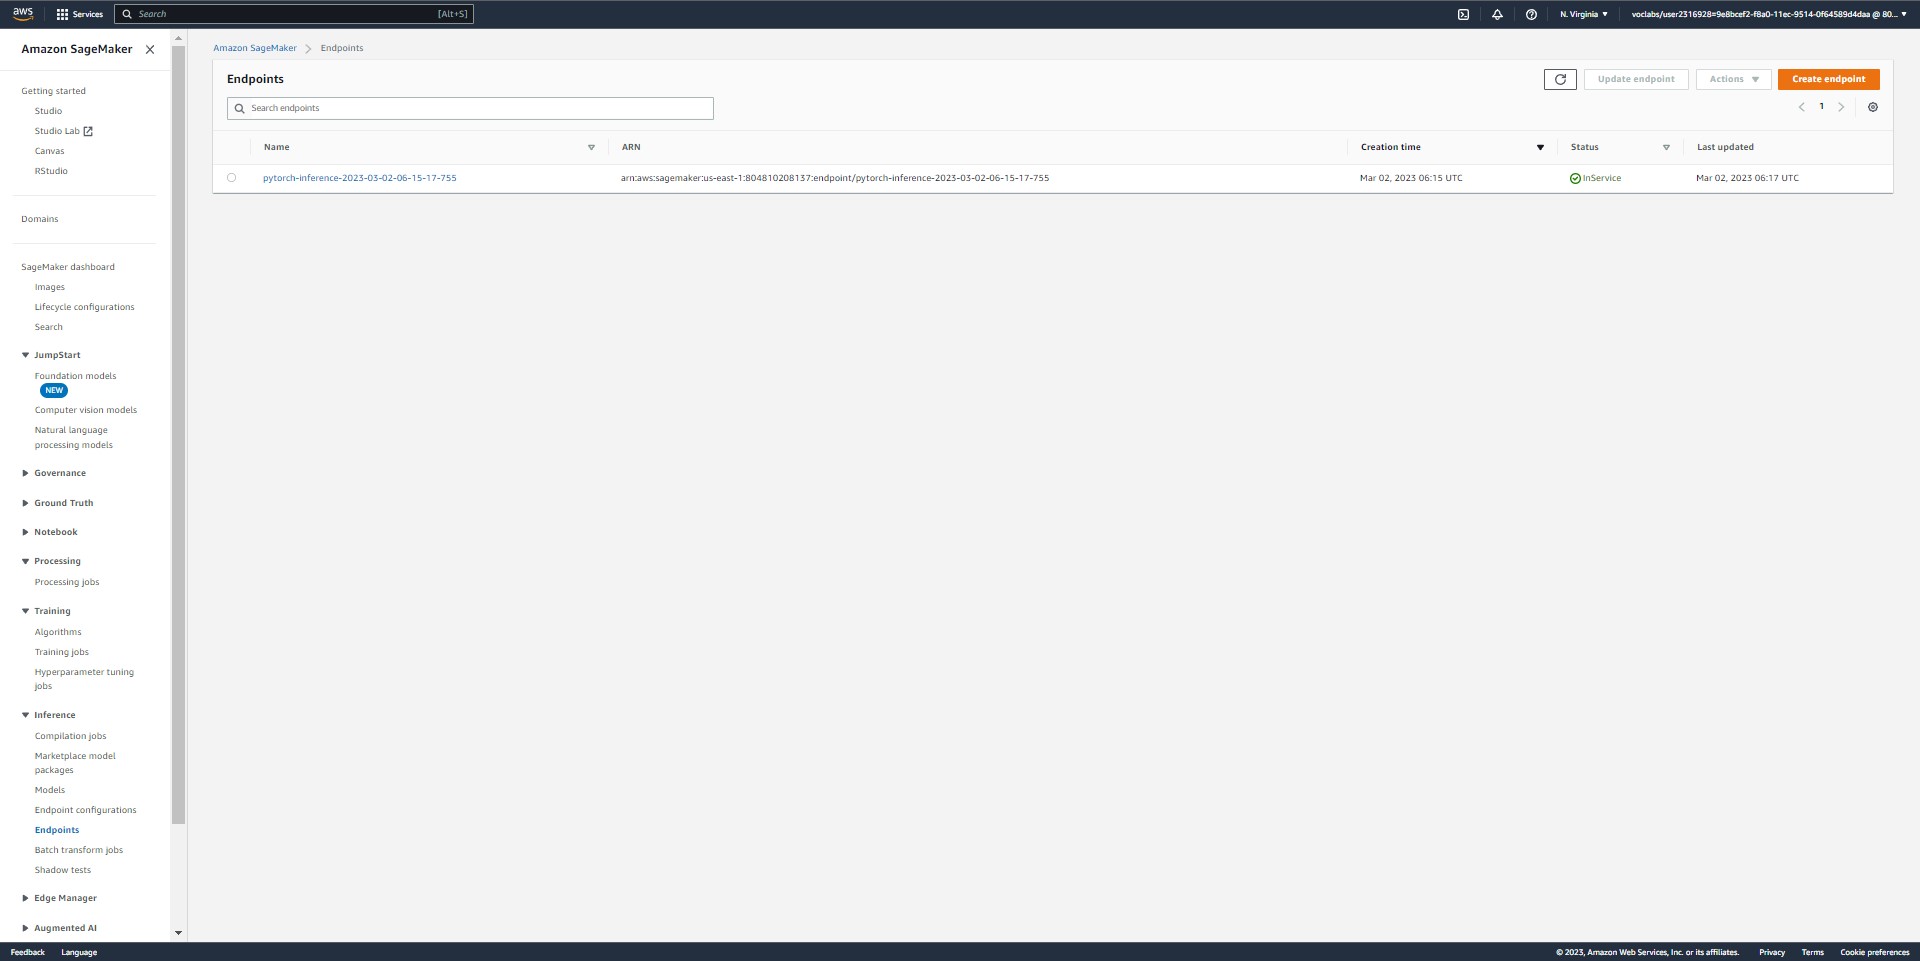 aws
Services
Search [Alt+S]
N. Virginia
voclabs/user2316928=9e8bcef2-f8a0-11ec-9514-0f64589d4daa @ 80...
Amazon SageMaker
Getting started
Studio
Studio Lab
Canvas
RStudio
Domains
SageMaker dashboard
Images
Lifecycle configurations
Search
JumpStart
Foundation models
NEW
Computer vision models
Natural language
processing models
Governance
Ground Truth
Notebook
Processing
Processing jobs
Training
Algorithms
Training jobs
Hyperparameter tuning
jobs
Inference
Compilation jobs
Marketplace model
packages
Models
Endpoint configurations
Endpoints
Batch transform jobs
Shadow tests
Edge Manager
Augmented AI
Amazon SageMaker > Endpoints
Endpoints
Update endpoint
Actions
Create endpoint
Search endpoints
1
Name ARN Creation time Status Last updated
pytorch-inference-2023-03-02-06-15-17-755 arn:aws:sagemaker:us-east-1:804810208137:endpoint/pytorch-inference-2023-03-02-06-15-17-755 Mar 02, 2023 06:15 UTC InService Mar 02, 2023 06:17 UTC
Feedback Language © 2023, Amazon Web Services, Inc. or its affiliates. Privacy Terms Cookie preferences